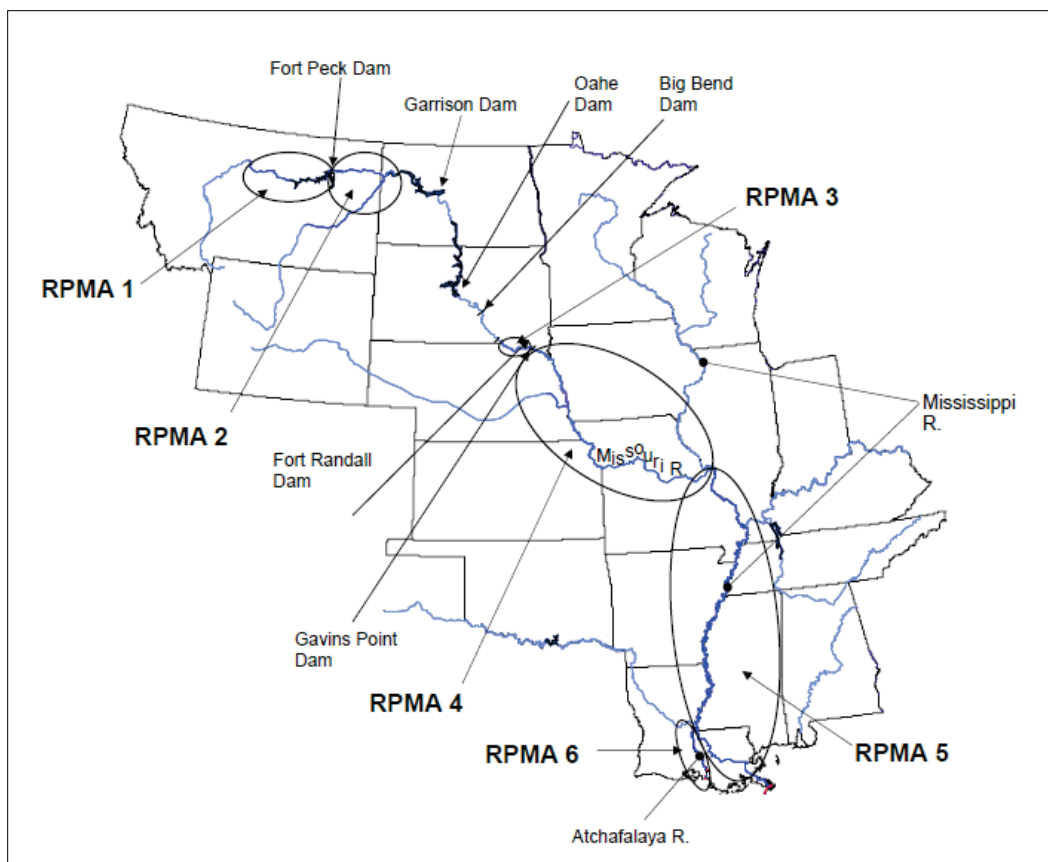 Fort Peck Dam
Garrison Dam
Oahe
Dam
Big Bend
Dam
RPMA 3
RPMA 1
RPMA 2
Mississippi
R.
Fort Randall
Dam
Missouri R.
Gavins Point
Dam
RPMA 4
RPMA 6
RPMA 5
Atchafalaya R.